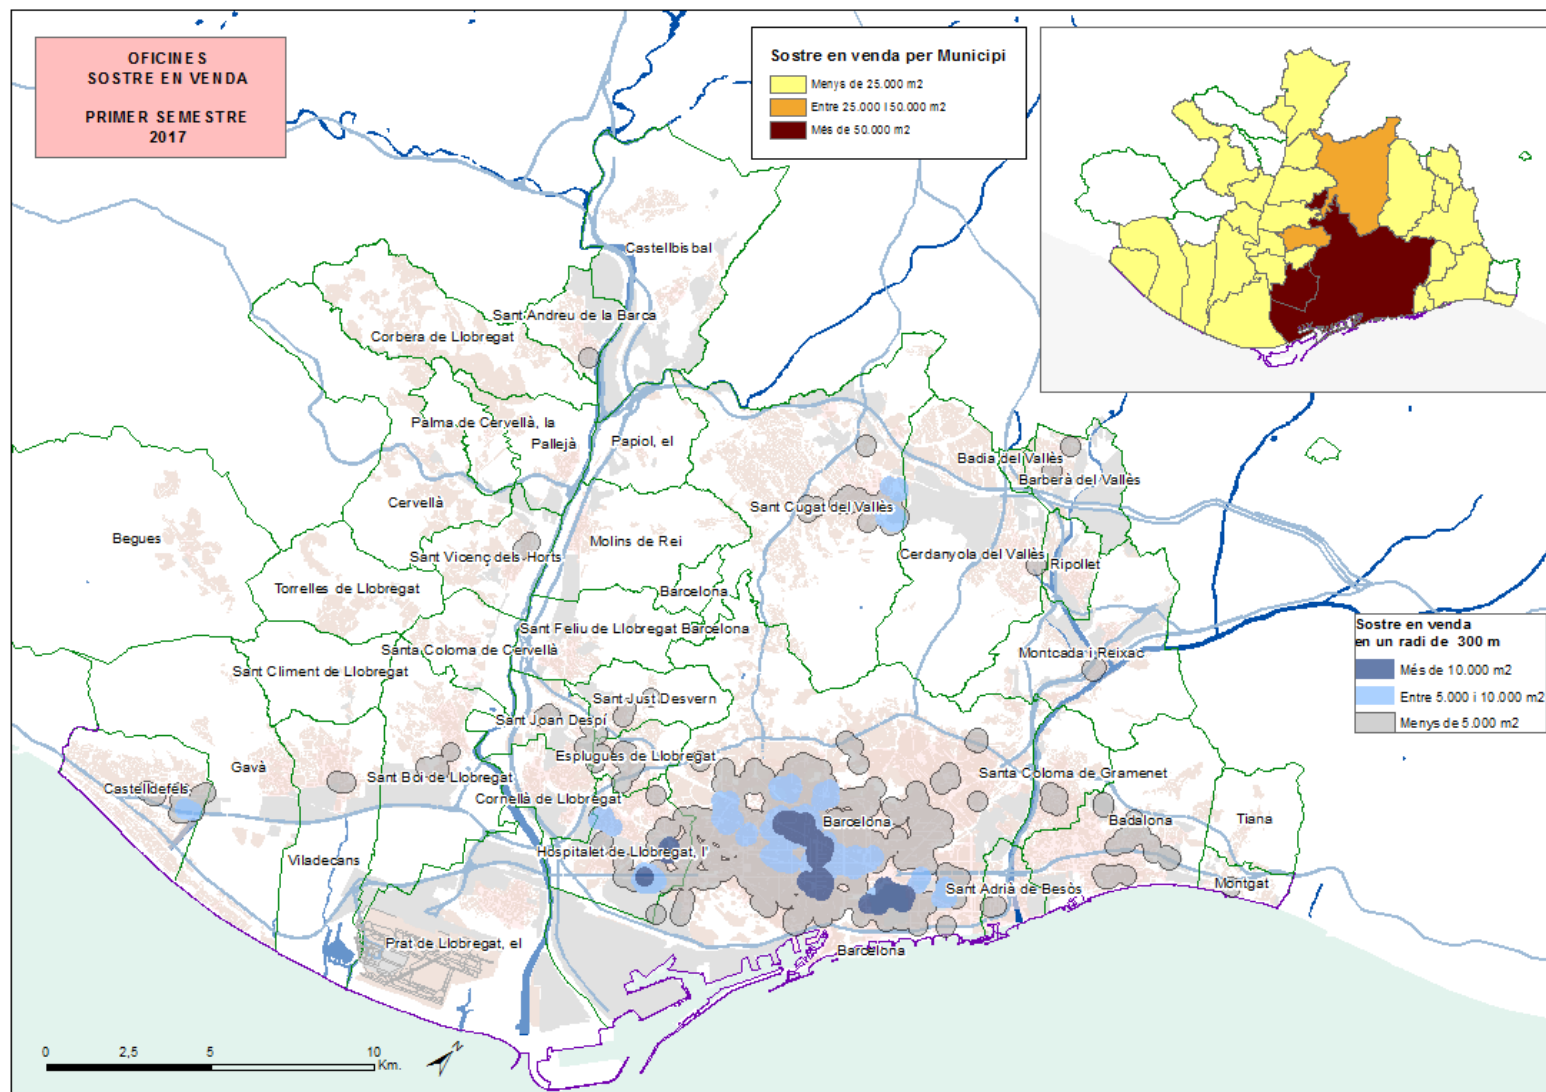 OFICINES
SOSTRE EN VENDA
PRIMER SEMESTRE
2017
Sostre en venda per Municipi
Menys de 25.000 m2
Entre 25.000 i 50.000 m2
Més de 50.000 m2
Castellbisbal
Sant Andreu de la Barca
Corbera de Llobregat
Palma de Cervellà, la
Pallejà
Papiol, el
Badia del Vallès
Barberà del Vallès
Cervellà
Sant Cugat del Vallès
Begues
Molins de Rei
Sant Vicenç dels Horts
Cerdanyola del Vallès
Ripollet
Torrelles de Llobregat
Barcelona
Sant Feliu de Llobregat
Barcelona
Santa Coloma de Cervellà
Montcada i Reixac
Sant Climent de Llobregat
Sant Just Desvern
Sant Joan Despí
Esplugues de Llobregat
Gavà
Sant Boi de Llobregat
Santa Coloma de Gramenet
Castelldefels
Cornellà de Llobregat
Barcelona
Badalona
Tiana
Viladecans
Hospitalet de Llobregat, l'
Sant Adrià de Besòs
Montgat
Prat de Llobregat, el
Barcelona
Sostre en venda
en un radi de 300 m
Més de 10.000 m2
Entre 5.000 i 10.000 m2
Menys de 5.000 m2
0 2,5 5 10
Km.
N